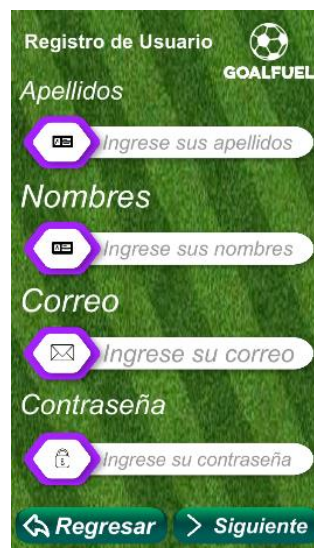 Registro de Usuario
GOALFUEL
Apellidos
Ingrese sus apellidos
Nombres
Ingrese sus nombres
Correo
Ingrese su correo
Contraseña
Ingrese su contraseña
Regresar
> Siguiente